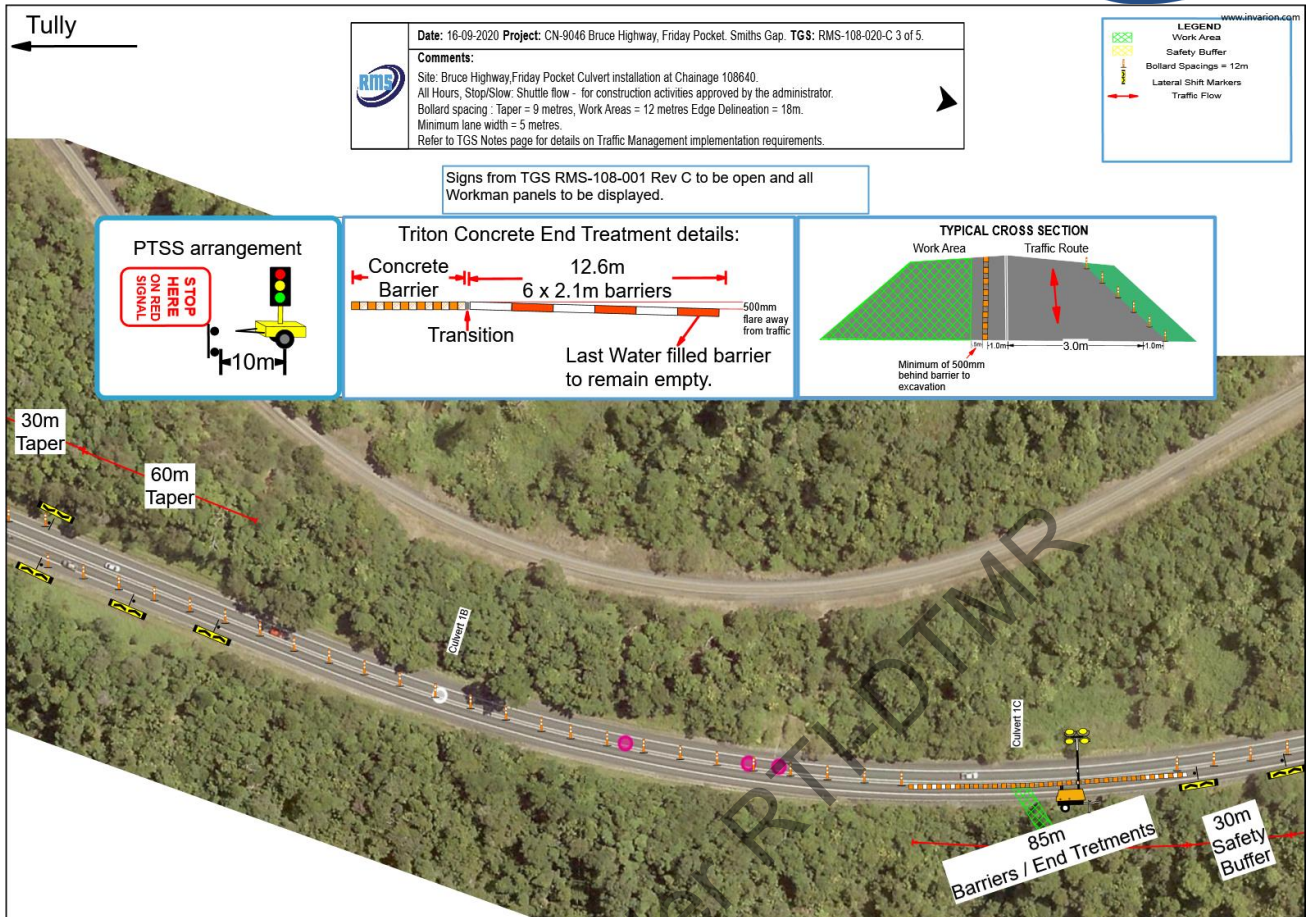 www.invarion.com
Tully
Date: 16-09-2020 Project: CN-9046 Bruce Highway, Friday Pocket. Smiths Gap. TGS: RMS-108-020-C 3 of 5.
RMS
Comments:
Site: Bruce Highway,Friday Pocket Culvert installation at Chainage 108640.
All Hours, Stop/Slow: Shuttle flow - for construction activities approved by the administrator.
Bollard spacing : Taper = 9 metres, Work Areas = 12 metres Edge Delineation = 18m.
Minimum lane width = 5 metres.
Refer to TGS Notes page for details on Traffic Management implementation requirements.
LEGEND
Work Area
Safety Buffer
Bollard Spacings = 12m
Lateral Shift Markers
Traffic Flow
Signs from TGS RMS-108-001 Rev C to be open and all
Workman panels to be displayed.
PTSS arrangement
STOP
HERE
ON RED
SIGNAL
10m
Triton Concrete End Treatment details:
Concrete
Barrier
12.6m
6 x 2.1m barriers
500mm
flare away
from traffic
Transition
Last Water filled barrier
to remain empty.
TYPICAL CROSS SECTION
Work Area
Traffic Route
.5m
1.0m
3.0m
1.0m
Minimum of 500mm
behind barrier to
excavation
30m
Taper
60m
Taper
Culvert 1B
Culvert 1C
85m
Barriers / End Tretments
30m
Safety
Buffer
RTI-DTMR